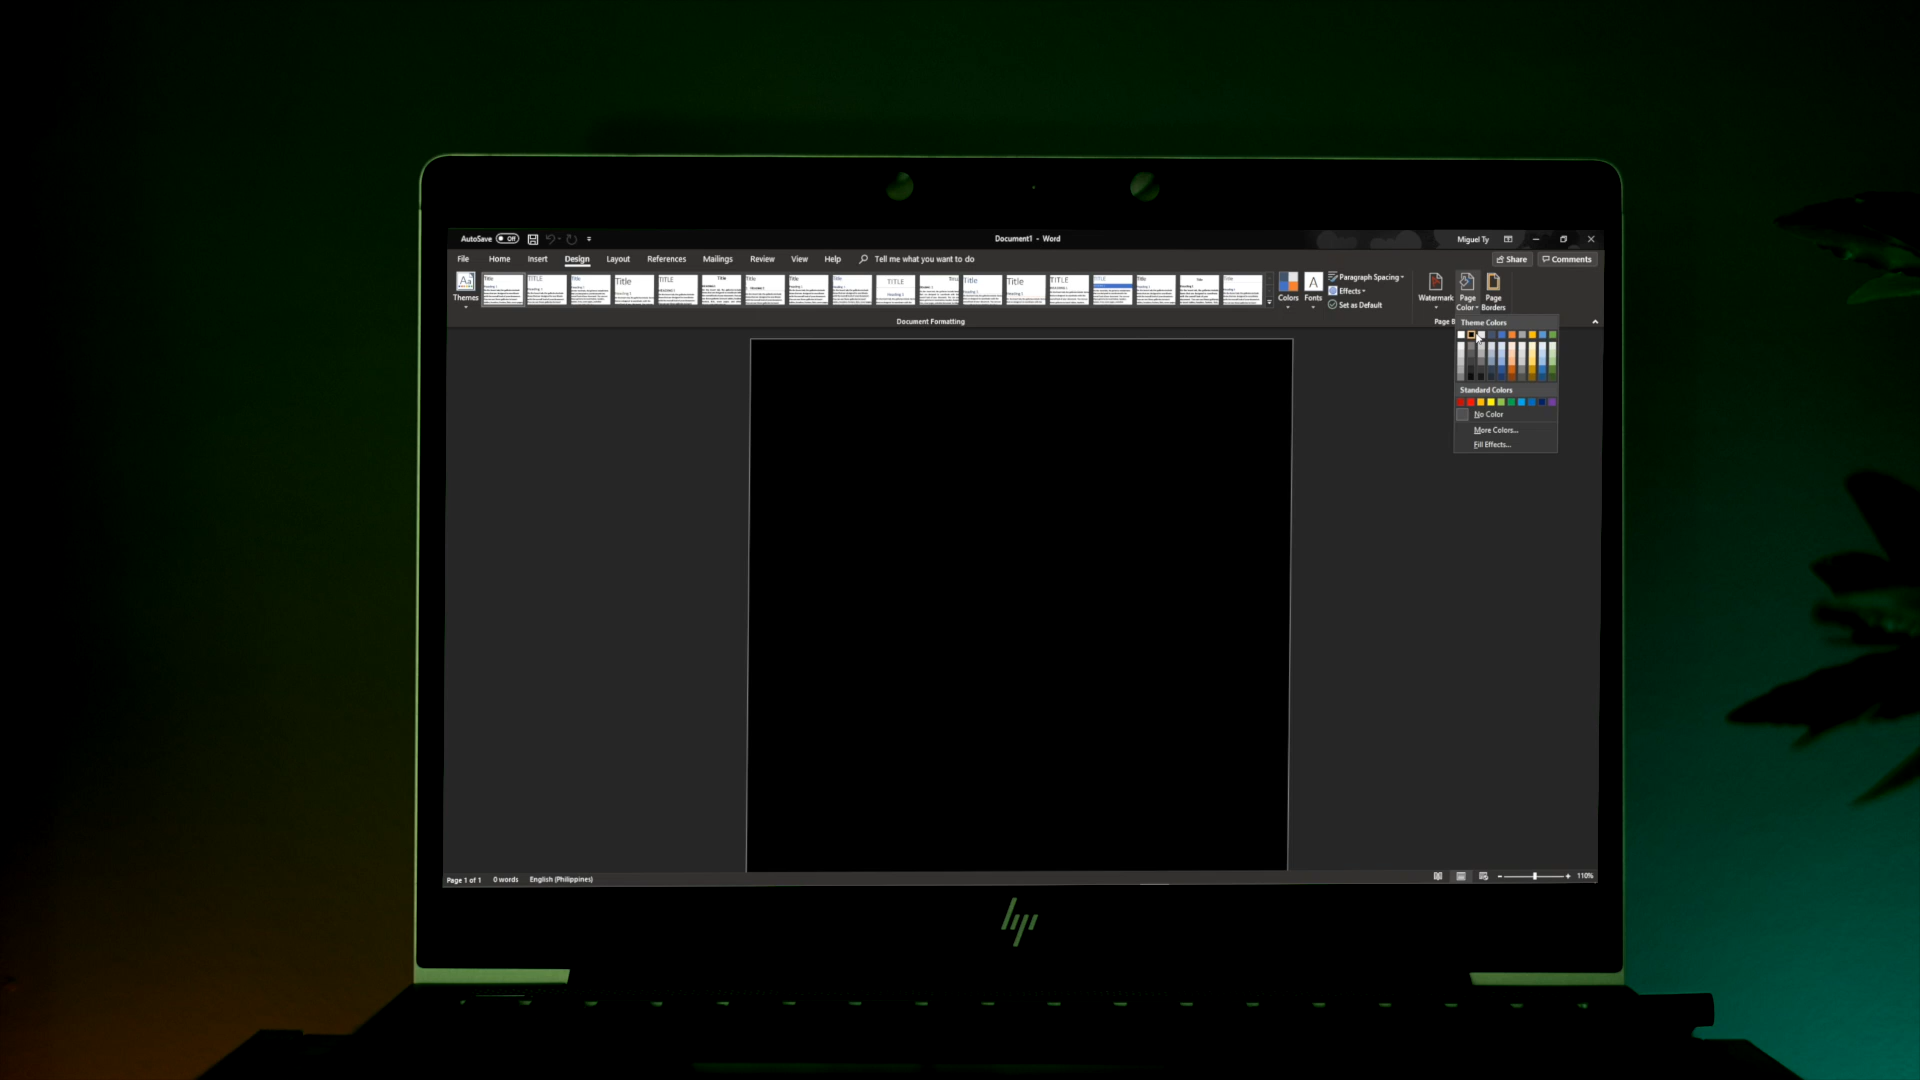 AutoSave Off
Document1 - Word
Miguel Ty
File Home Insert Design Layout References Mailings Review View Help Tell me what you want to do
Share Comments
Themes
Colors
Fonts
Paragraph Spacing
Effects
Set as Default
Watermark
Page Color
Page Borders
Document Formatting
Page B
Theme Colors
Standard Colors
No Color
More Colors...
Fill Effects...
Page 1 of 1 0 words English (Philippines)
110%
hp